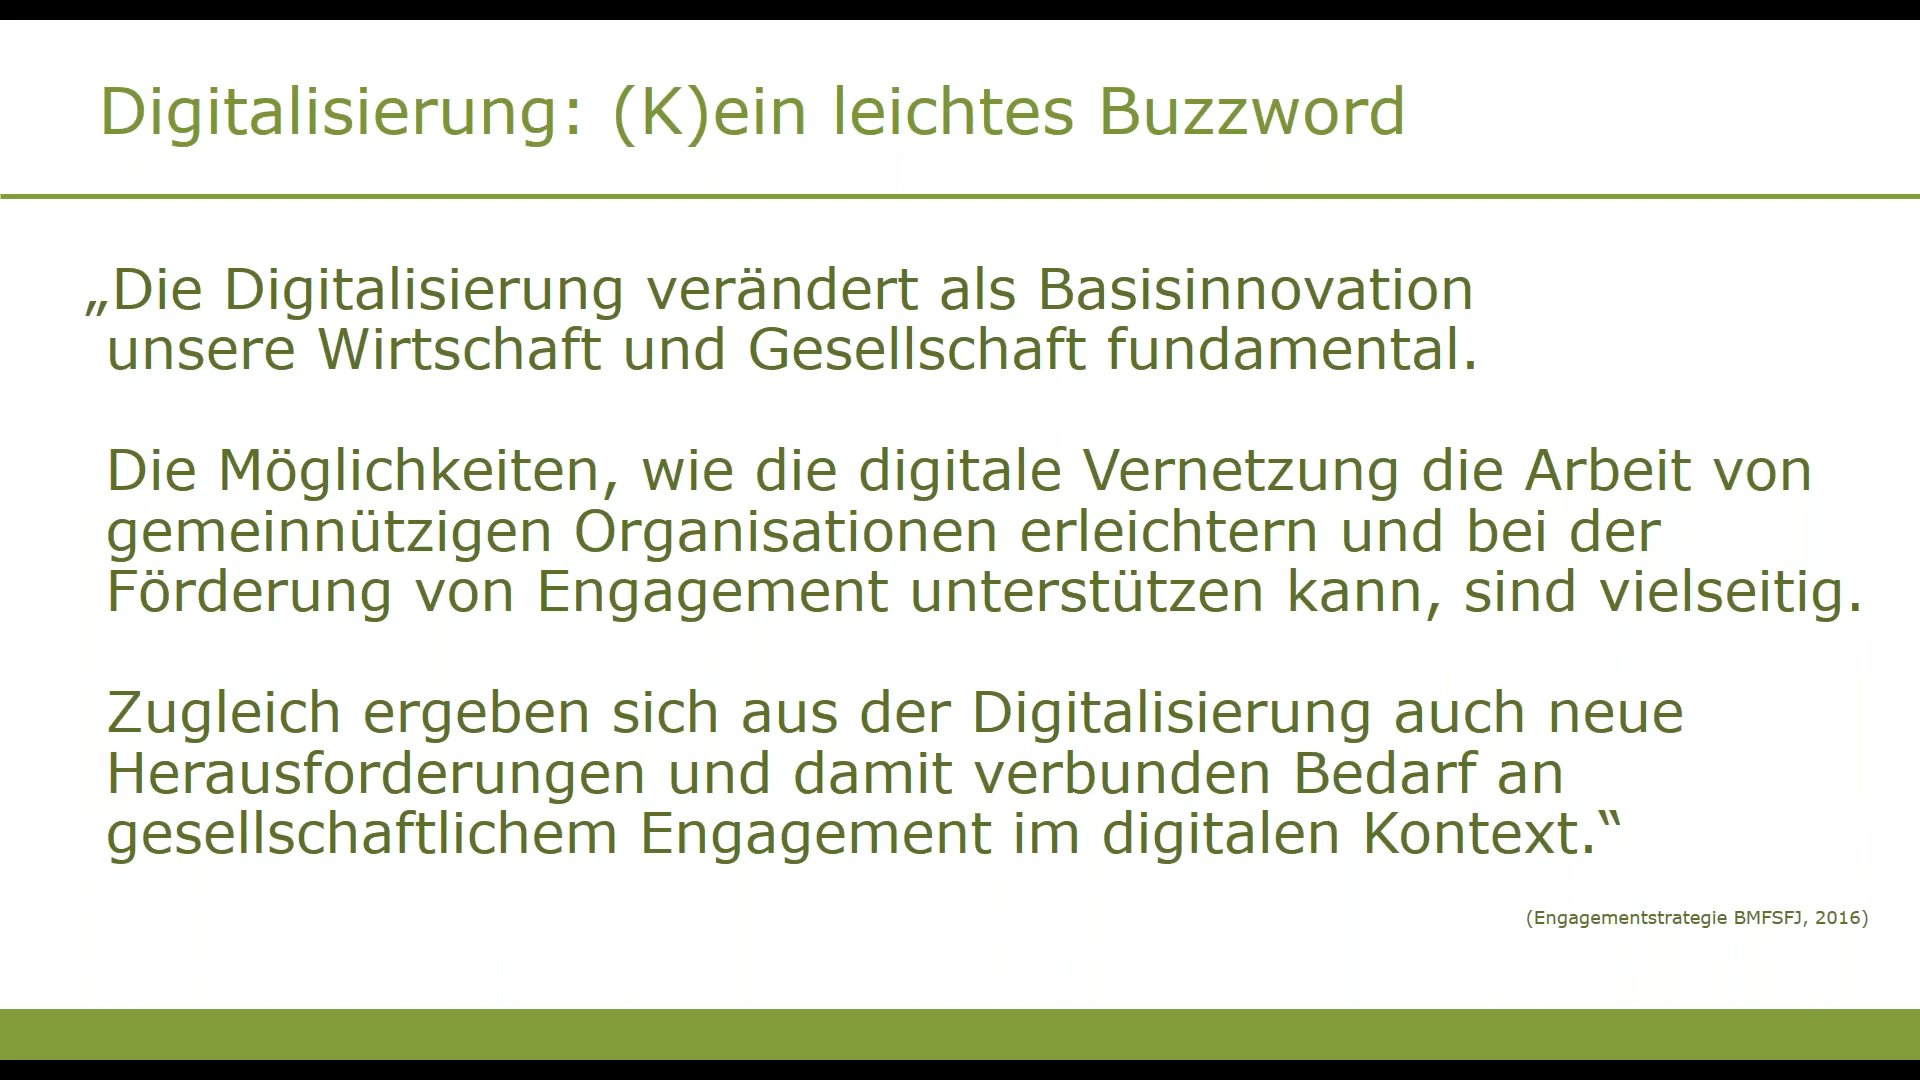 Digitalisierung: (K)ein leichtes Buzzword
„Die Digitalisierung verändert als Basisinnovation
unsere Wirtschaft und Gesellschaft fundamental.
Die Möglichkeiten, wie die digitale Vernetzung die Arbeit von
gemeinnützigen Organisationen erleichtern und bei der
Förderung von Engagement unterstützen kann, sind vielseitig.
Zugleich ergeben sich aus der Digitalisierung auch neue
Herausforderungen und damit verbunden Bedarf an
gesellschaftlichem Engagement im digitalen Kontext.“
(Engagementstrategie BMFSFJ, 2016)